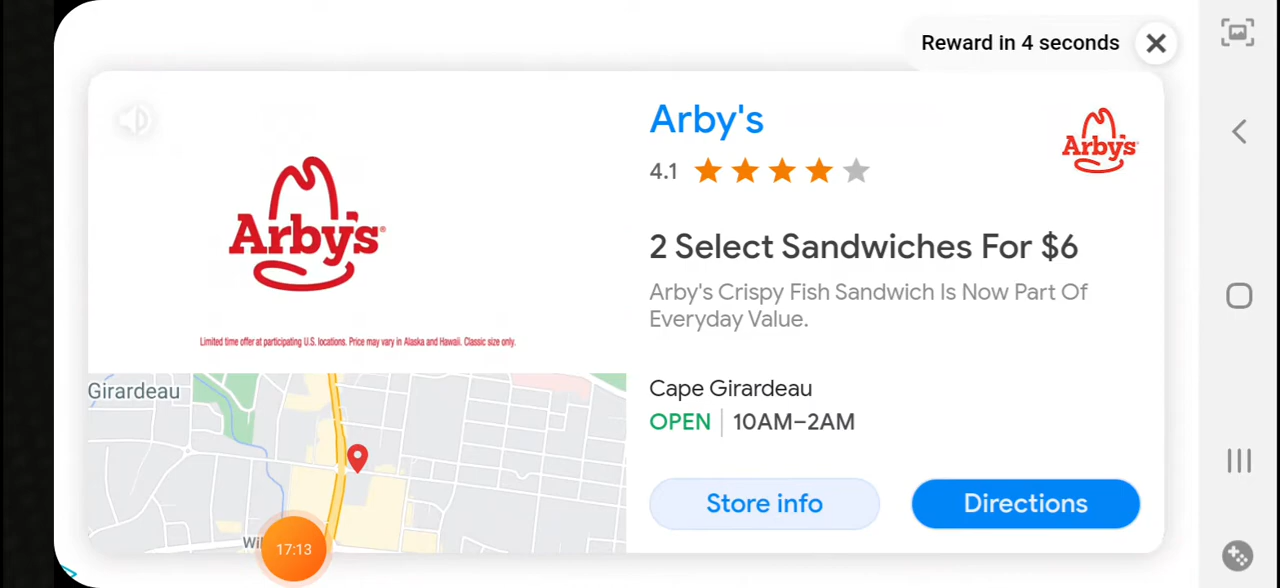 Reward in 4 seconds
Arby's
4.1
Arby's
Arby's®
2 Select Sandwiches For $6
Arby's Crispy Fish Sandwich Is Now Part Of
Everyday Value.
Limited time offer at participating U.S. locations. Price may vary in Alaska and Hawaii. Classic size only.
Girardeau
Cape Girardeau
OPEN | 10AM–2AM
Store info
Directions
Wil
17:13